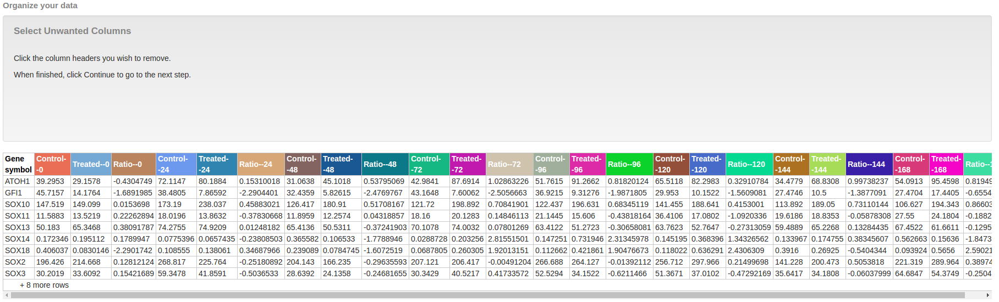 Organize your data
Select Unwanted Columns
Click the column headers you wish to remove.
When finished, click Continue to go to the next step.
Gene symbol Control--0 Treated--0 Ratio--0 Control--24 Treated--24 Ratio--24 Control--48 Treated--48 Ratio--48 Control--72 Treated--72 Ratio--72 Control--96 Treated--96 Ratio--96 Control--120 Treated--120 Ratio--120 Control--144 Treated--144 Ratio--144 Control--168 Treated--168 Ratio--1
ATOH1 39.2953 29.1578 -0.4304749 72.1147 80.1884 0.15310018 31.0638 45.1018 0.53795069 42.9841 87.6914 1.02863226 51.7615 91.2662 0.81820124 65.5118 82.2983 0.32910784 34.4779 68.8308 0.99738237 54.0913 95.4598 0.81949
GFI1 45.7157 14.1764 -1.6891985 38.4805 7.86592 -2.2904401 32.4359 5.82615 -2.4769767 43.1648 7.60062 -2.5056663 36.9215 9.31276 -1.9871805 29.953 10.1522 -1.5609081 27.4746 10.5 -1.3877091 27.4704 17.4405 -0.6554
SOX10 147.519 149.099 0.0153698 173.19 238.037 0.45883021 126.417 180.91 0.51708167 121.72 198.892 0.70841901 122.437 196.631 0.68345119 141.455 188.641 0.4153001 113.892 189.05 0.73110144 106.627 194.343 0.86603
SOX11 11.5883 13.5219 0.22262894 18.0196 13.8632 -0.37830668 11.8959 12.2574 0.04318857 18.16 20.1283 0.14846113 21.1445 15.606 -0.43818164 36.4106 17.0802 -1.0920336 19.6186 18.8353 -0.05878308 27.55 24.1804 -0.1882
SOX13 50.183 65.3468 0.38091787 74.2755 74.9209 0.01248182 65.4136 50.5311 -0.37241903 70.1078 74.0032 0.07801269 63.4122 51.2723 -0.30658081 63.7623 52.7647 -0.27313059 59.4889 65.2268 0.13284435 67.4522 61.6611 -0.1295
SOX14 0.172346 0.195112 0.1789947 0.0775396 0.0657435 -0.23808503 0.365582 0.106533 -1.7788946 0.0288728 0.203256 2.81551501 0.147251 0.731946 2.31345978 0.145195 0.368396 1.34326562 0.133967 0.174755 0.38345607 0.562663 0.15636 -1.8473
SOX18 0.406037 0.0830146 -2.2901742 0.108555 0.138061 0.34687966 0.239089 0.0784745 -1.6072519 0.0687805 0.260305 1.92013151 0.112662 0.421861 1.90476673 0.118022 0.636291 2.4306309 0.3916 0.26925 -0.5404344 0.093924 0.5656 2.59021
SOX2 196.426 214.668 0.12812124 268.817 225.764 -0.25180892 204.143 166.235 -0.29635593 207.121 206.417 -0.00491204 266.688 264.127 -0.01392112 256.712 297.966 0.21499698 141.228 200.473 0.5053818 221.319 289.964 0.38974
SOX3 30.2019 33.6092 0.15421689 59.3478 41.8591 -0.5036533 28.6392 24.1358 -0.24681655 30.3429 40.5217 0.41733572 52.5294 34.1522 -0.6211466 51.3671 37.0102 -0.47292169 35.6417 34.1808 -0.06037999 64.6847 54.3749 -0.2504
+ 8 more rows